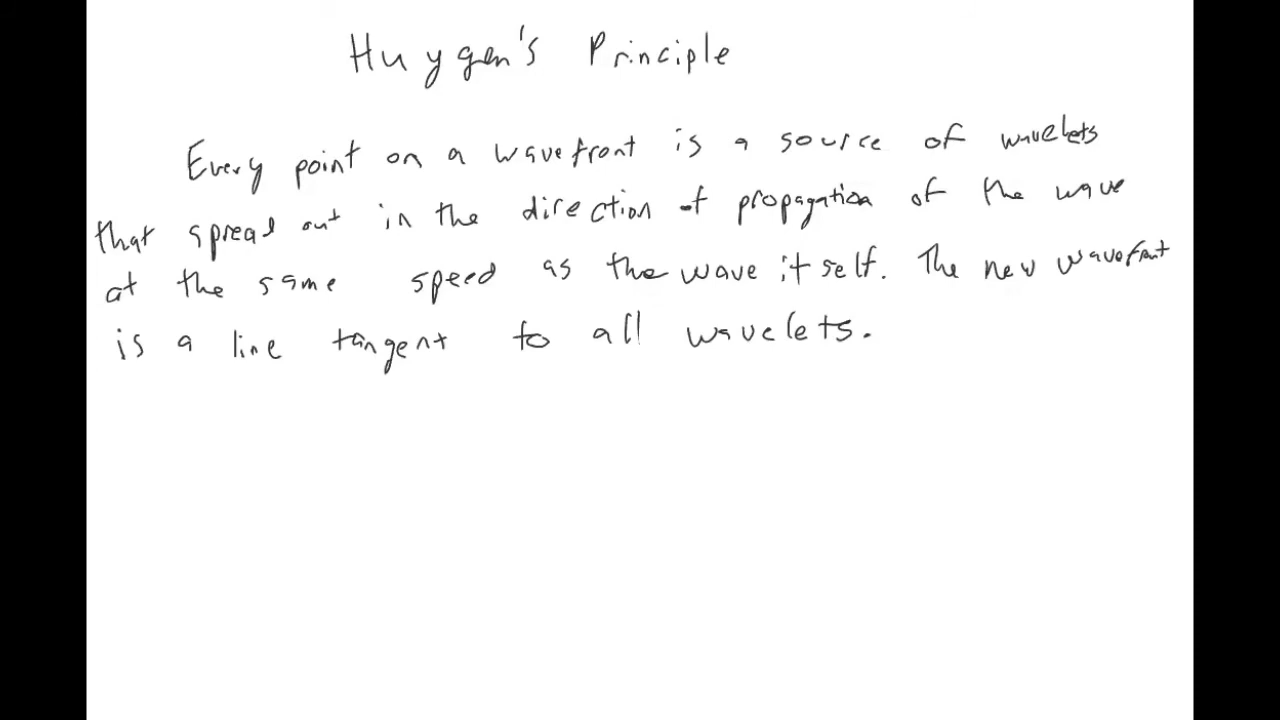 Huygen's Principle
Every point on a wavefront is a source of wavelets
that spread out in the direction of propagation of the wave
at the same speed as the wave itself. The new wavefront
is a line tangent to all wavelets.